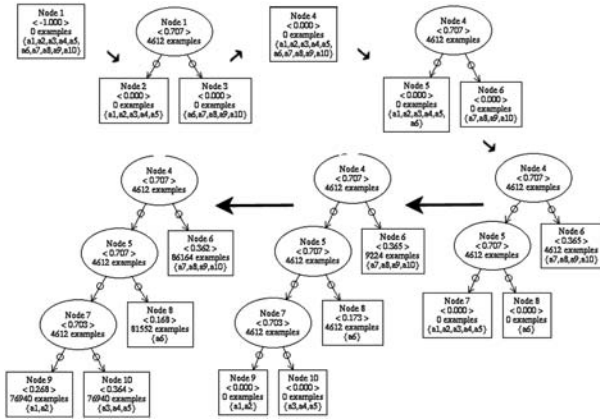 Node 1
< -1.000 >
0 examples
{a1,a2,a3,a4,a5,
a6,a7,a8,a9,a10}
Node 1
< 0.707 >
4612 examples
Node 2
< 0.000 >
0 examples
{a1,a2,a3,a4,a5}
Node 3
< 0.000 >
0 examples
{a6,a7,a8,a9,a10}
Node 4
< 0.000 >
0 examples
{a1,a2,a3,a4,a5,
a6,a7,a8,a9,a10}
Node 4
< 0.707 >
4612 examples
Node 5
< 0.000 >
0 examples
{a1,a2,a3,a4,a5,
a6}
Node 6
< 0.000 >
0 examples
{a7,a8,a9,a10}
Node 4
< 0.707 >
4612 examples
Node 5
< 0.707 >
4612 examples
Node 6
< 0.362 >
86164 examples
{a7,a8,a9,a10}
Node 7
< 0.703 >
4612 examples
Node 8
< 0.168 >
81552 examples
{a6}
Node 9
< 0.268 >
76940 examples
{a1,a2}
Node 10
< 0.364 >
76940 examples
{a3,a4,a5}
Node 4
< 0.707 >
4612 examples
Node 5
< 0.707 >
4612 examples
Node 6
< 0.365 >
9224 examples
{a7,a8,a9,a10}
Node 7
< 0.703 >
4612 examples
Node 8
< 0.173 >
4612 examples
{a6}
Node 9
< 0.000 >
0 examples
{a1,a2}
Node 10
< 0.000 >
0 examples
{a3,a4,a5}
Node 4
< 0.707 >
4612 examples
Node 5
< 0.707 >
4612 examples
Node 6
< 0.365 >
4612 examples
{a7,a8,a9,a10}
Node 7
< 0.000 >
0 examples
{a1,a2,a3,a4,a5}
Node 8
< 0.000 >
0 examples
{a6}